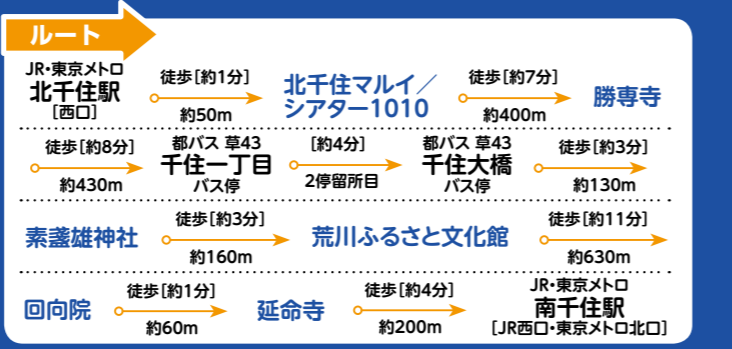 ルート
JR・東京メトロ
北千住駅
［西口］
徒歩［約1分］
約50m
北千住マルイ／
シアター1010
徒歩［約7分］
約400m
勝専寺
徒歩［約8分］
約430m
都バス 草43
千住一丁目
バス停
［約4分］
2停留所目
都バス 草43
千住大橋
バス停
徒歩［約3分］
約130m
素盞雄神社
徒歩［約3分］
約160m
荒川ふるさと文化館
徒歩［約11分］
約630m
回向院
徒歩［約1分］
約60m
延命寺
徒歩［約4分］
約200m
JR・東京メトロ
南千住駅
［JR西口・東京メトロ北口］